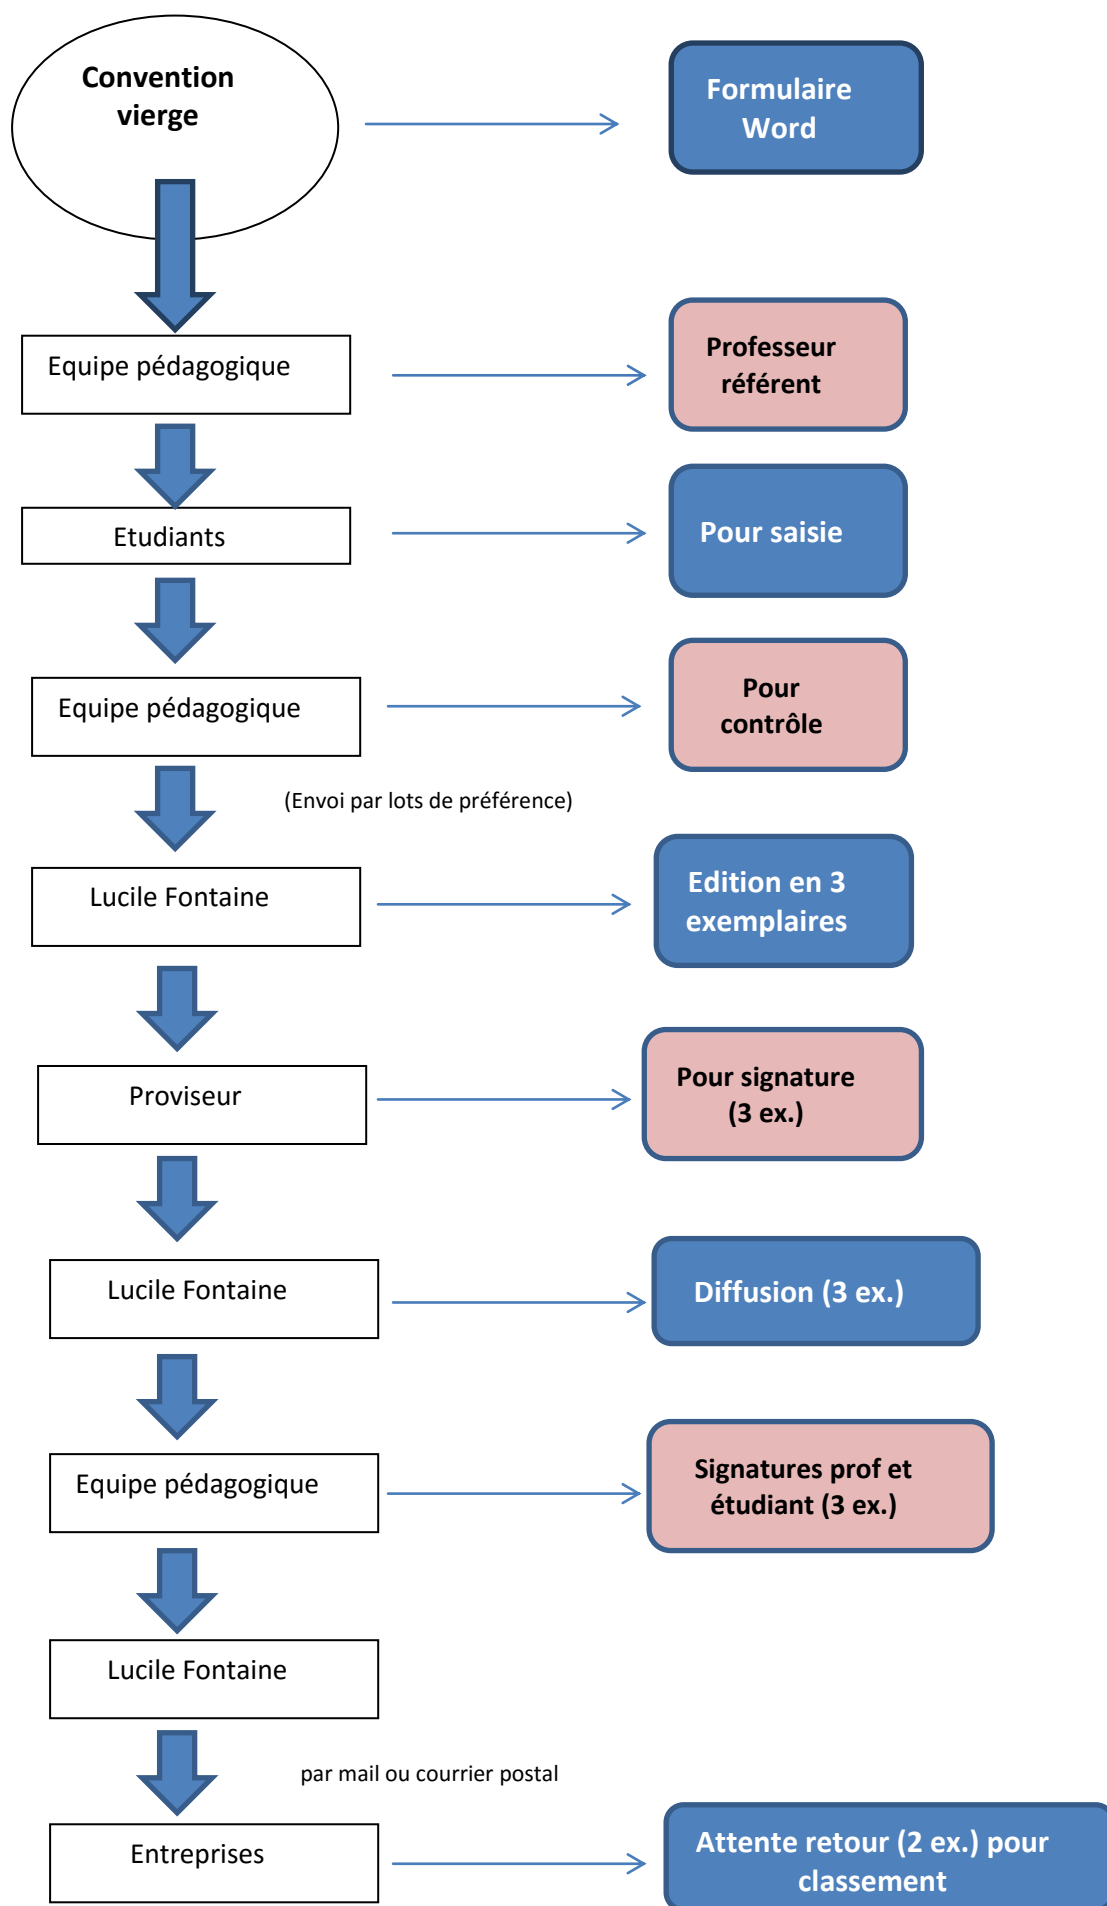 Convention
vierge
Formulaire
Word
Equipe pédagogique
Professeur
référent
Etudiants
Pour saisie
Equipe pédagogique
Pour
contrôle
(Envoi par lots de préférence)
Lucile Fontaine
Edition en 3
exemplaires
Proviseur
Pour signature
(3 ex.)
Lucile Fontaine
Diffusion (3 ex.)
Equipe pédagogique
Signatures prof et
étudiant (3 ex.)
Lucile Fontaine
par mail ou courrier postal
Entreprises
Attente retour (2 ex.) pour
classement